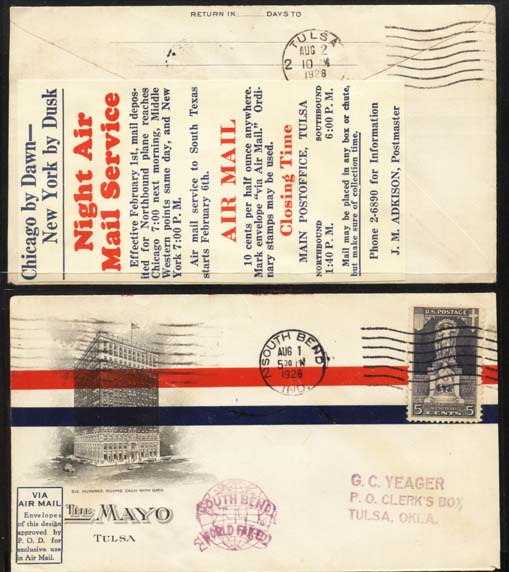 RETURN IN DAYS TO
TULSA
AUG 2
10
1928
Chicago by Dawn—
New York by Dusk
Night Air
Mail Service
Effective February 1st, mail depos-
ited for Northbound plane reaches
Chicago 7:00 next morning, Middle
Western points same day, and New
York 7:00 P. M.
Air mail service to South Texas
starts February 6th.
AIR MAIL
10 cents per half ounce anywhere.
Mark envelope "via Air Mail." Ordi-
nary stamps may be used.
Closing Time
MAIN POSTOFFICE, TULSA
NORTHBOUND SOUTHBOUND
1:40 P. M. 6:00 P. M.
Mail may be placed in any box or chute,
but make sure of collection time.
Phone 2-6890 for Information
J. M. ADKISON, Postmaster
SOUTH BEND
AUG 1
1928
IND.
U.S. POSTAGE
5 CENTS 5
SIX HUNDRED ROOMS EACH WITH BATH
THE MAYO
TULSA
VIA
AIR MAIL
Envelopes
of this design
approved by
P. O. D. for
exclusive use
in Air Mail.
SOUTH BEND
WORLD FAMED
G. C. YEAGER
P. O. CLERK'S BOX,
TULSA, OKLA.